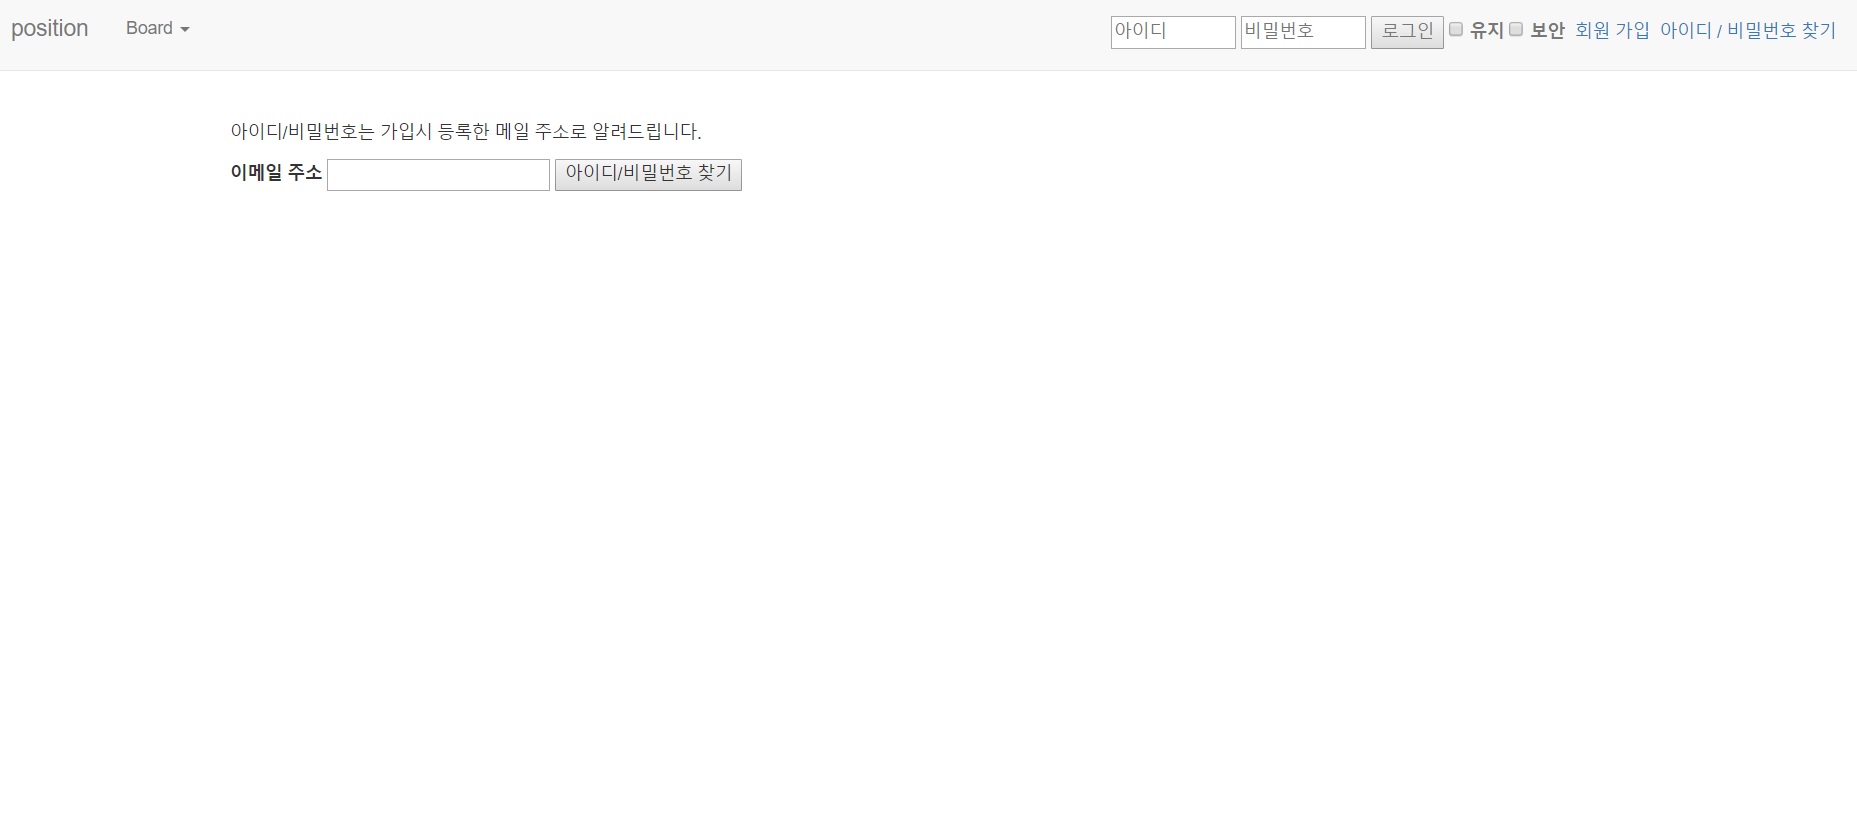 position Board 아이디 비밀번호 로그인 유지 보안 회원 가입 아이디 / 비밀번호 찾기
아이디/비밀번호는 가입시 등록한 메일 주소로 알려드립니다.
이메일 주소 아이디/비밀번호 찾기